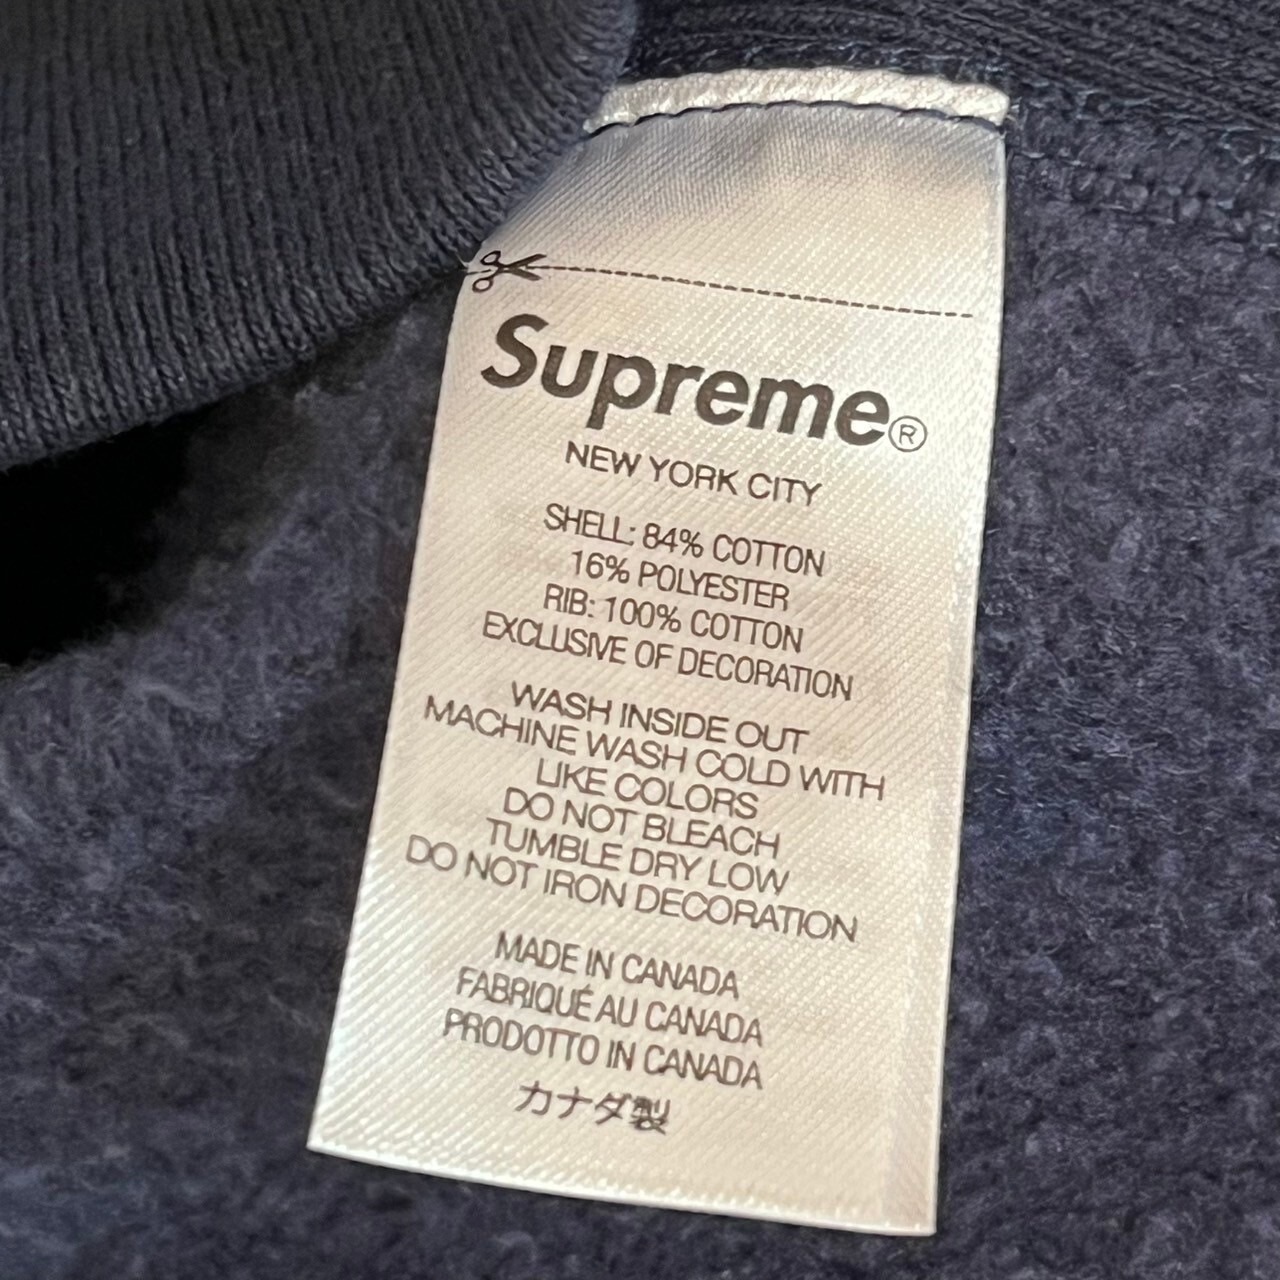 Supreme®
NEW YORK CITY
SHELL: 84% COTTON
16% POLYESTER
RIB: 100% COTTON
EXCLUSIVE OF DECORATION
WASH INSIDE OUT
MACHINE WASH COLD WITH
LIKE COLORS
DO NOT BLEACH
TUMBLE DRY LOW
DO NOT IRON DECORATION
MADE IN CANADA
FABRIQUÉ AU CANADA
PRODOTTO IN CANADA
カナダ製